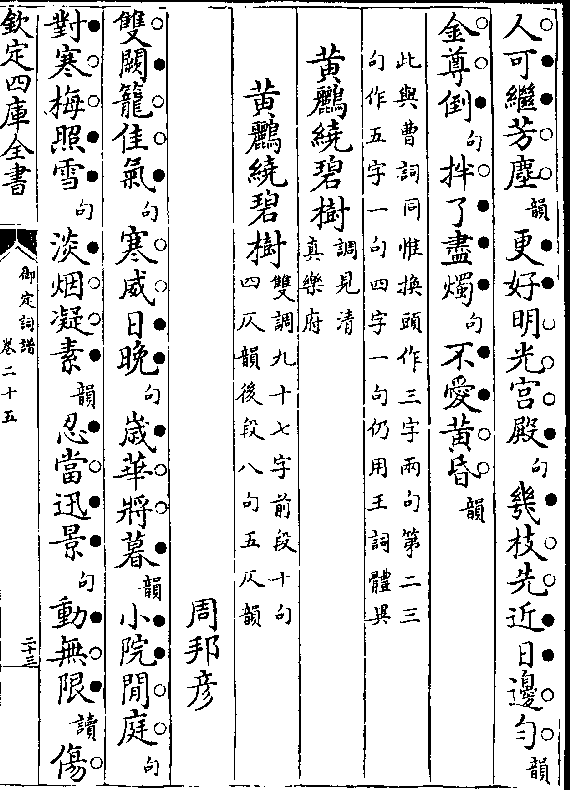 人可繼芳塵韻更好明光宫殿句幾枝先近日邊勻韻
金尊倒句拌了盡燭句不愛黄昏韻
此與曹詞同惟換頭作三字兩句第二三
句作五字一句四字一句仍用王詞體異
黄鸝繞碧樹調見清
真樂府
黄鸝繞碧樹雙調九十七字前段十句
四仄韻後段八句五仄韻
周邦彦
雙闕籠佳氣句寒威日晚句歳華將暮韻小院閒庭句
對寒梅照雪句淡烟凝素韻忍當迅景句動無限讀傷
欽定四庫全書
御定詞譜
卷二十五
二十三